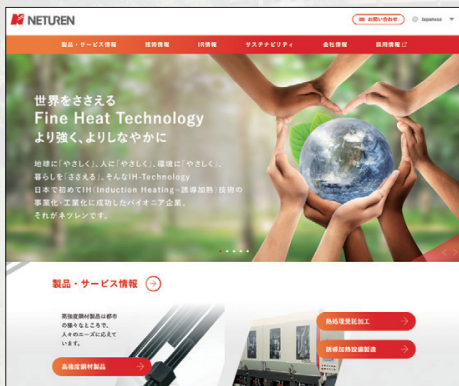 NETUREN
お問い合わせ
Japanese
製品・サービス情報 技術情報 IR情報 サステナビリティ 会社情報 採用情報
世界をささえる
Fine Heat Technology
より強く、よりしなやかに
地球に「やさしく」、人に「やさしく」、環境に「やさしく」、
暮らしを「ささえる」。そんなIH-Technology
日本で初めてIH(Induction Heating=誘導加熱)技術の
事業化・工業化に成功したパイオニア企業。
それがネツレンです。
製品・サービス情報
高強度鋼材製品は都市
の様々なところで、
人々のニーズに応えて
います。
高強度鋼材製品
熱処理受託加工
誘導加熱設備製造